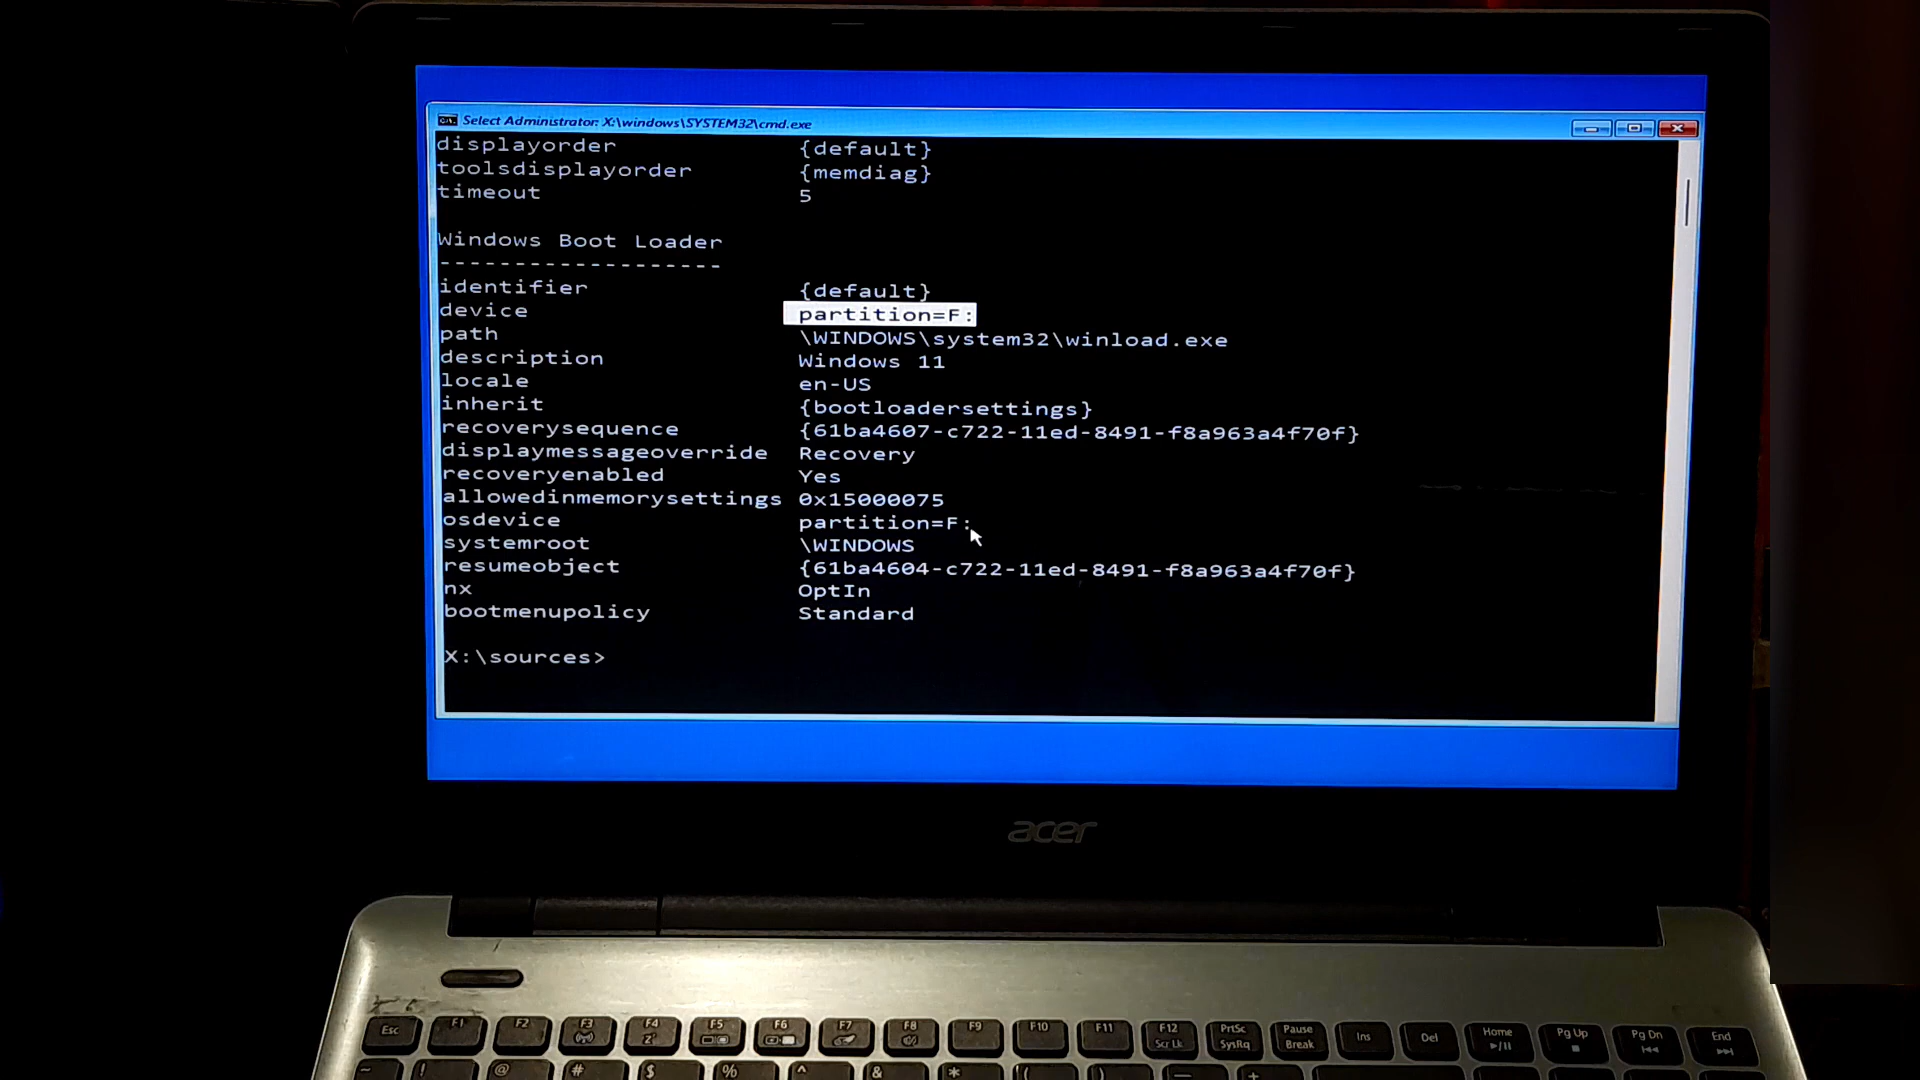 Select Administrator: X:\windows\SYSTEM32\cmd.exe
displayorder {default}
toolsdisplayorder {memdiag}
timeout 5
Windows Boot Loader
-------------------
identifier {default}
device partition=F:
path \WINDOWS\system32\winload.exe
description Windows 11
locale en-US
inherit {bootloadersettings}
recoverysequence {61ba4607-c722-11ed-8491-f8a963a4f70f}
displaymessageoverride Recovery
recoveryenabled Yes
allowedinmemorysettings 0x15000075
osdevice partition=F:
systemroot \WINDOWS
resumeobject {61ba4604-c722-11ed-8491-f8a963a4f70f}
nx OptIn
bootmenupolicy Standard
X:\sources>
acer
Esc F1 F2 F3 F4 F5 F6 F7 F8 F9 F10 F11 F12 PrtSc Pause Ins Del Home Pg Up Pg Dn End
Scr Lk SysRq Break
~ ! @ # $ % ^ & * ( ) — +